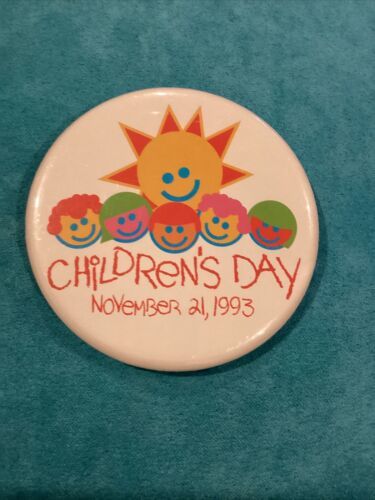 CHiLDREN'S DAY
NOVEMBER 21, 1993